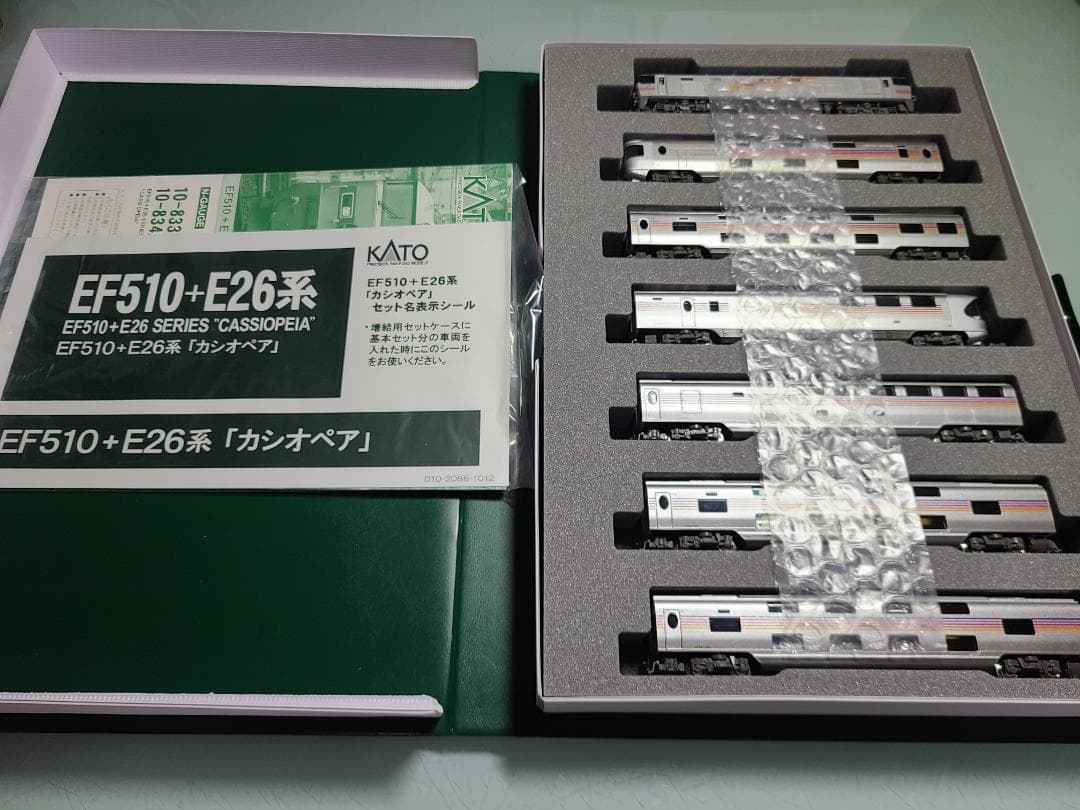 KATO
10-833
10-834
N-GAUGE
EF510+E
KATO
PRECISION RAILROAD MODELS
EF510+E26系
EF510+E26 SERIES "CASSIOPEIA"
EF510+E26系「カシオペア」
EF510+E26系
「カシオペア」
セット名表示シール
・増結用セットケースに
基本セット分の車両を
入れた時にこのシール
をお使いください。
EF510+E26系「カシオペア」
010-2088-1012